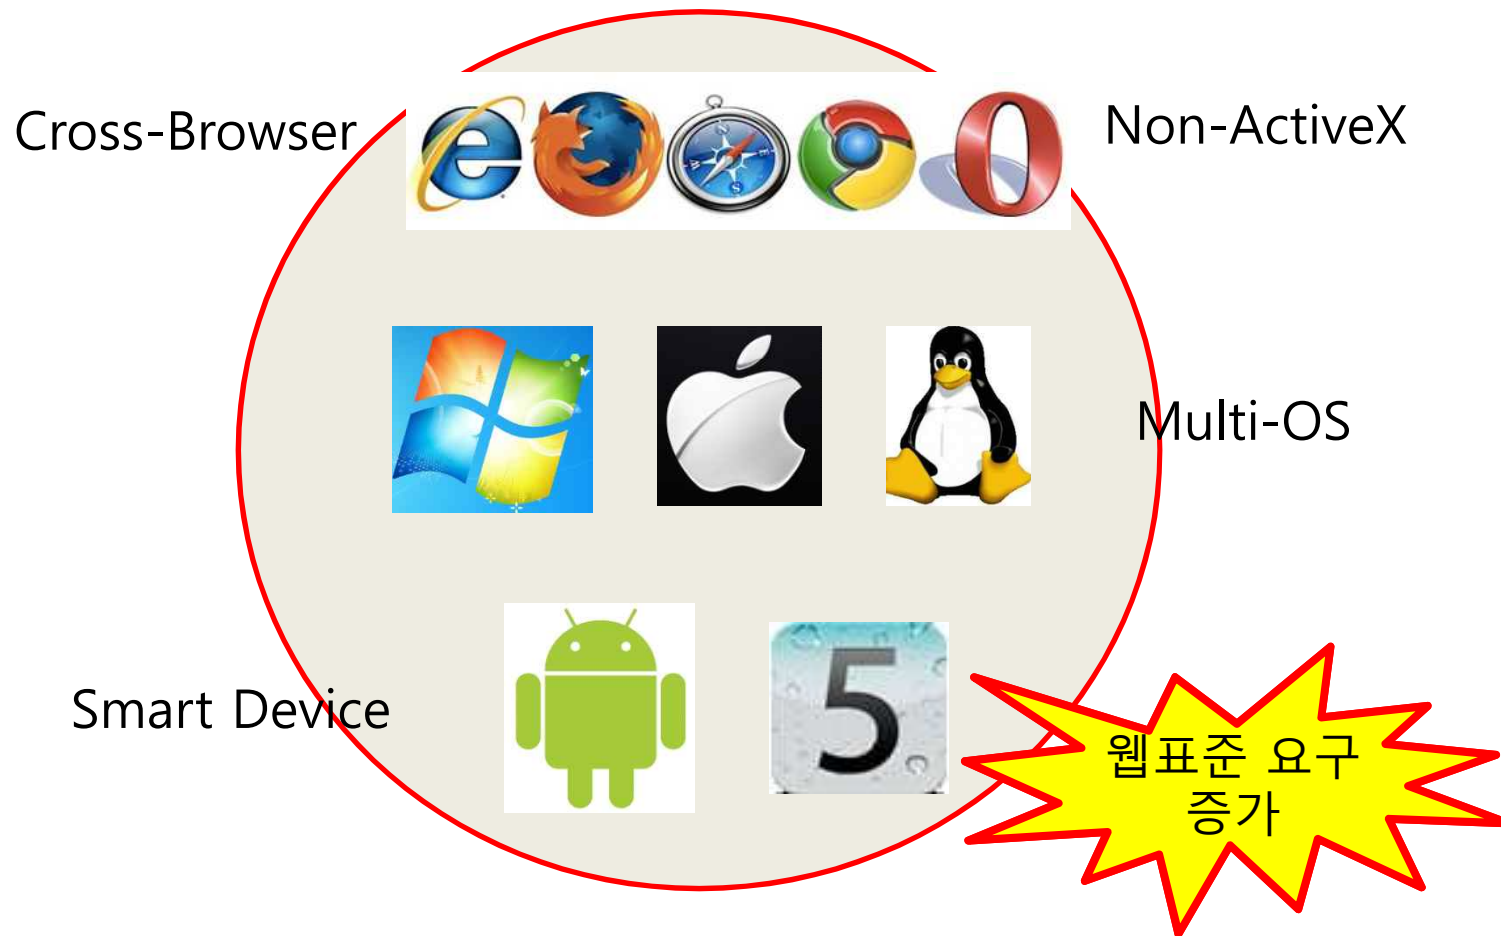 Cross-Browser
Non-ActiveX
Multi-OS
Smart Device
5
웹표준 요구
증가